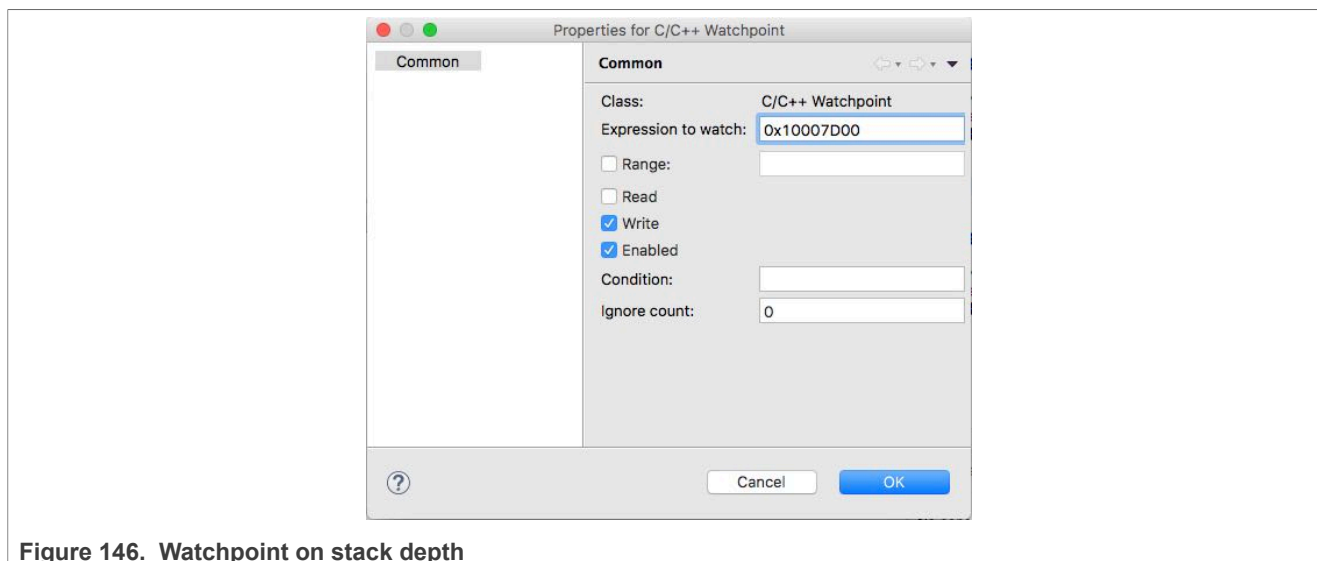 Properties for C/C++ Watchpoint
Common
Common
Class: C/C++ Watchpoint
Expression to watch: 0x10007D00
Range:
Read
Write
Enabled
Condition:
Ignore count: 0
?
Cancel OK
Figure 146. Watchpoint on stack depth